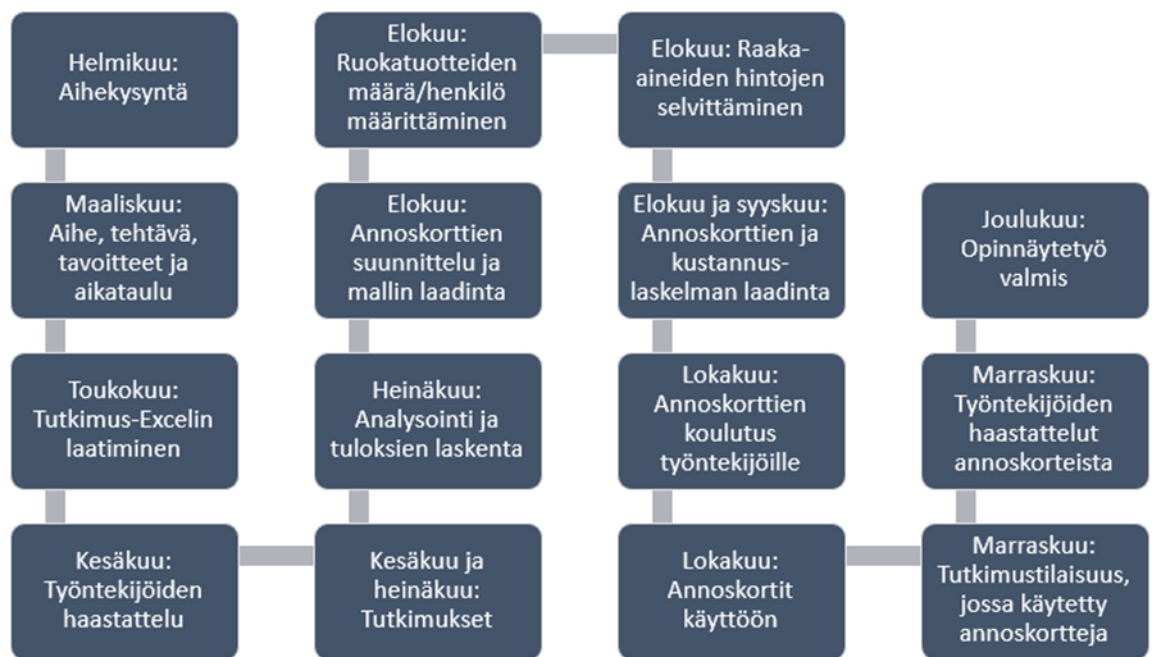 Helmikuu:
Aihekysyntä
Maaliskuu:
Aihe, tehtävä,
tavoitteet ja
aikataulu
Toukokuu:
Tutkimus-Excelin
laatiminen
Kesäkuu:
Työntekijöiden
haastattelu
Kesäkuu ja
heinäkuu:
Tutkimukset
Heinäkuu:
Analysointi ja
tuloksien laskenta
Elokuu:
Annoskorttien
suunnittelu ja
mallin laadinta
Elokuu:
Ruokatuotteiden
määrä/henkilö
määrittäminen
Elokuu: Raaka-
aineiden hintojen
selvittäminen
Elokuu ja syyskuu:
Annoskorttien ja
kustannus-
laskelman laadinta
Lokakuu:
Annoskorttien
koulutus
työntekijöille
Lokakuu:
Annoskortit
käyttöön
Marraskuu:
Tutkimustilaisuus,
jossa käytetty
annoskortteja
Marraskuu:
Työntekijöiden
haastattelut
annoskorteista
Joulukuu:
Opinnäytetyö
valmis